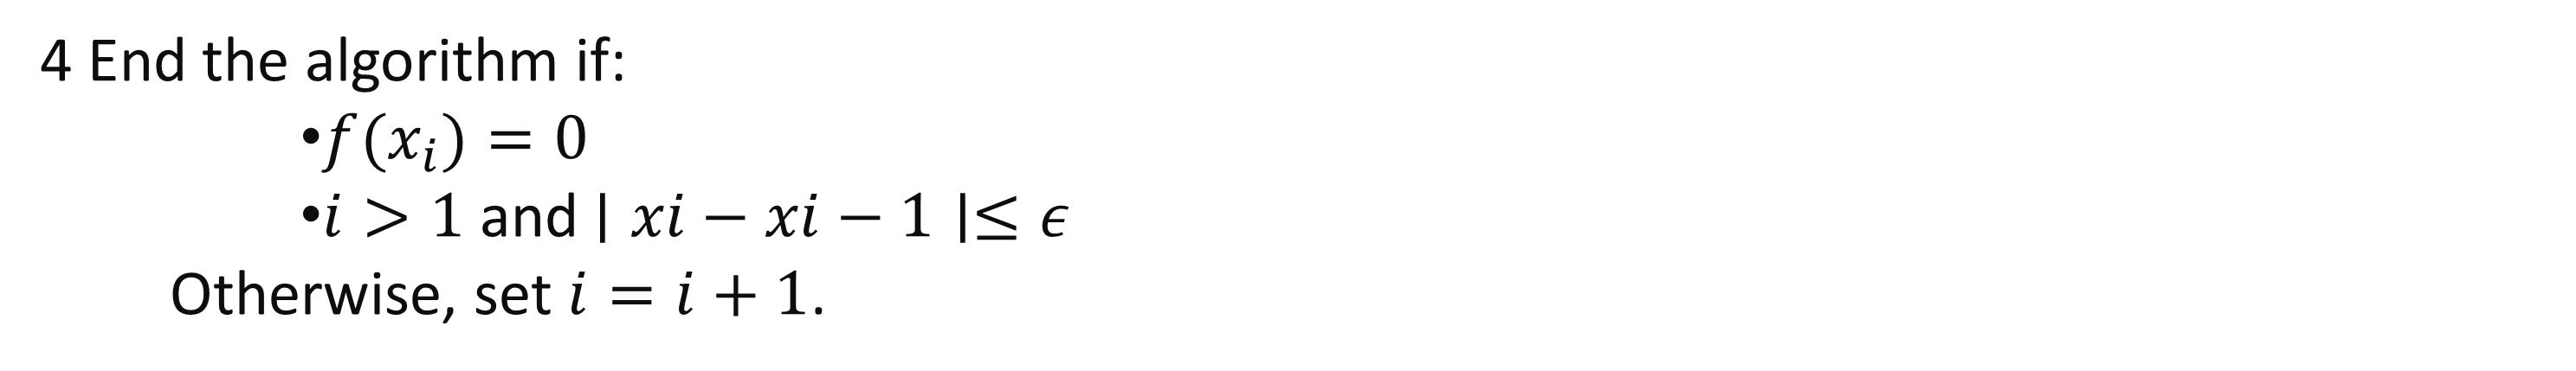 4 End the algorithm if:
•f(xᵢ) = 0
•i > 1 and | xi − xi − 1 |≤ ϵ
Otherwise, set i = i + 1.